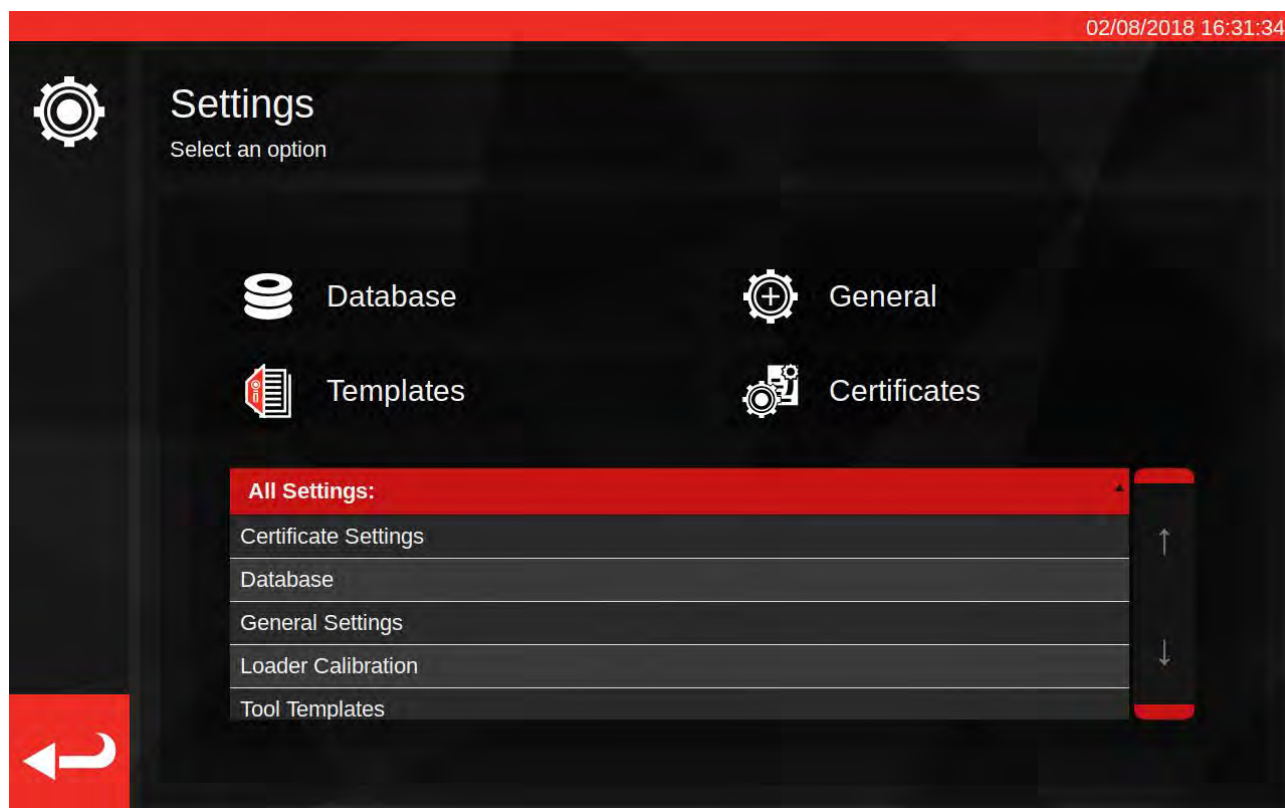 02/08/2018 16:31:34
Settings
Select an option
Database
General
Templates
Certificates
All Settings:
Certificate Settings
Database
General Settings
Loader Calibration
Tool Templates